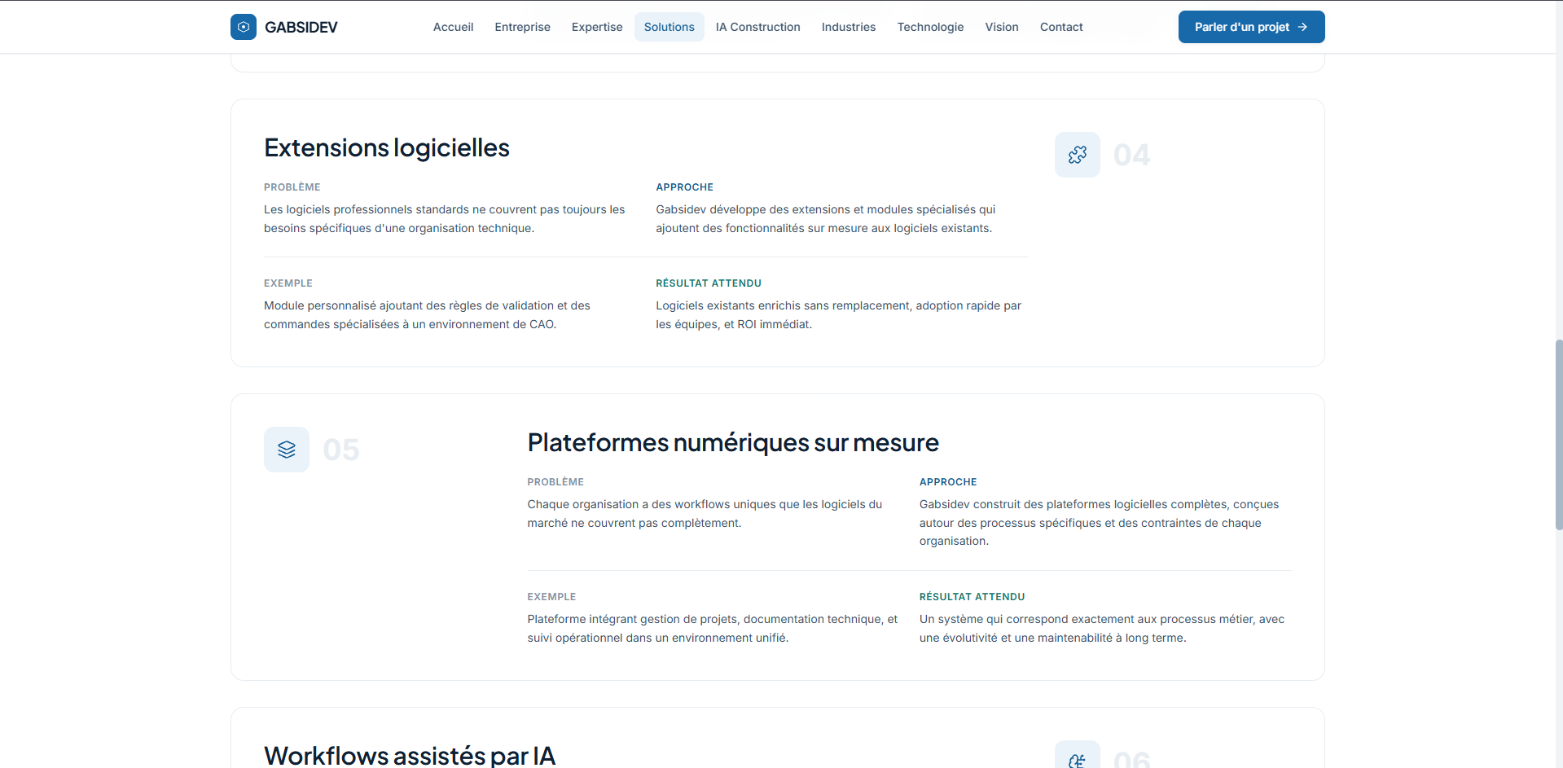 GABSIDEV
Accueil
Entreprise
Expertise
Solutions
IA Construction
Industries
Technologie
Vision
Contact
Parler d'un projet →
Extensions logicielles
04
PROBLÈME
Les logiciels professionnels standards ne couvrent pas toujours les
besoins spécifiques d'une organisation technique.
APPROCHE
Gabsidev développe des extensions et modules spécialisés qui
ajoutent des fonctionnalités sur mesure aux logiciels existants.
EXEMPLE
Module personnalisé ajoutant des règles de validation et des
commandes spécialisées à un environnement de CAO.
RÉSULTAT ATTENDU
Logiciels existants enrichis sans remplacement, adoption rapide par
les équipes, et ROI immédiat.
05
Plateformes numériques sur mesure
PROBLÈME
Chaque organisation a des workflows uniques que les logiciels du
marché ne couvrent pas complètement.
APPROCHE
Gabsidev construit des plateformes logicielles complètes, conçues
autour des processus spécifiques et des contraintes de chaque
organisation.
EXEMPLE
Plateforme intégrant gestion de projets, documentation technique, et
suivi opérationnel dans un environnement unifié.
RÉSULTAT ATTENDU
Un système qui correspond exactement aux processus métier, avec
une évolutivité et une maintenabilité à long terme.
Workflows assistés par IA
06